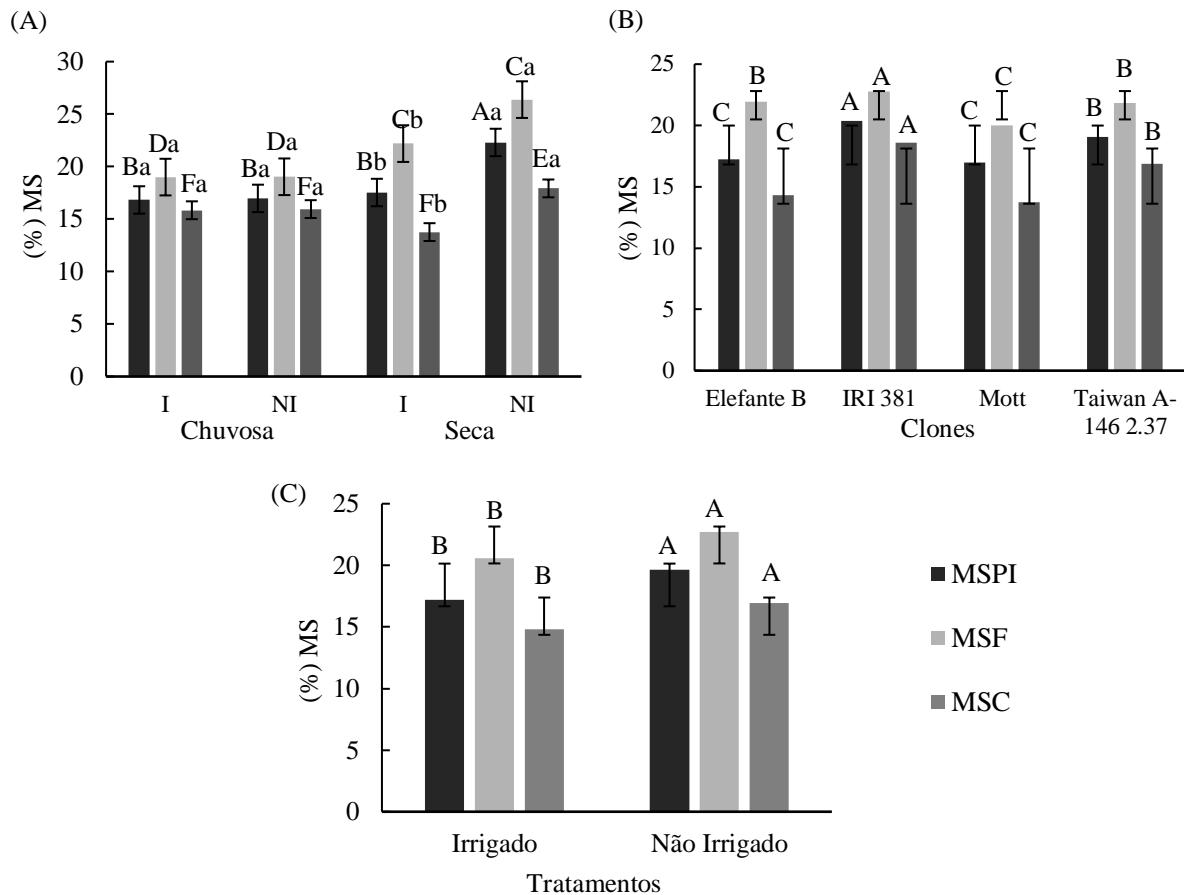 (A)
30
25
20
15
10
5
0
(%) MS
Ba Da Fa Ba Da Fa Bb Cb Fb Aa Ca Ea
I NI I NI
Chuvosa Seca
(B)
25
20
15
10
5
0
(%) MS
C B C A A A C C C B B B
Elefante B IRI 381 Mott Taiwan A-
146 2.37
Clones
(C)
25
20
15
10
5
0
(%) MS
B B B A A A
Irrigado Não Irrigado
Tratamentos
MSPI
MSF
MSC